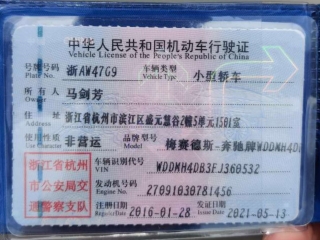 中华人民共和国机动车行驶证
Vehicle License of the People's Republic of China
号牌号码 浙AW47G9 车辆类型 小型轿车
Plate No. Vehicle Type
所有人 马剑芳
Owner
住址 浙江省杭州市滨江区盛元慧谷2幢5单元1501室
Address
使用性质 非营运 品牌型号 梅赛德斯-奔驰牌WDDMH4DB
Use Character Model
浙江省杭州 车辆识别代号 WDDMH4DB3FJ360532
VIN
市公安局交 发动机号码 27091030781456
Engine No.
通警察支队 注册日期 2016-01-28 发证日期 2021-05-13
Register Date Issue Date